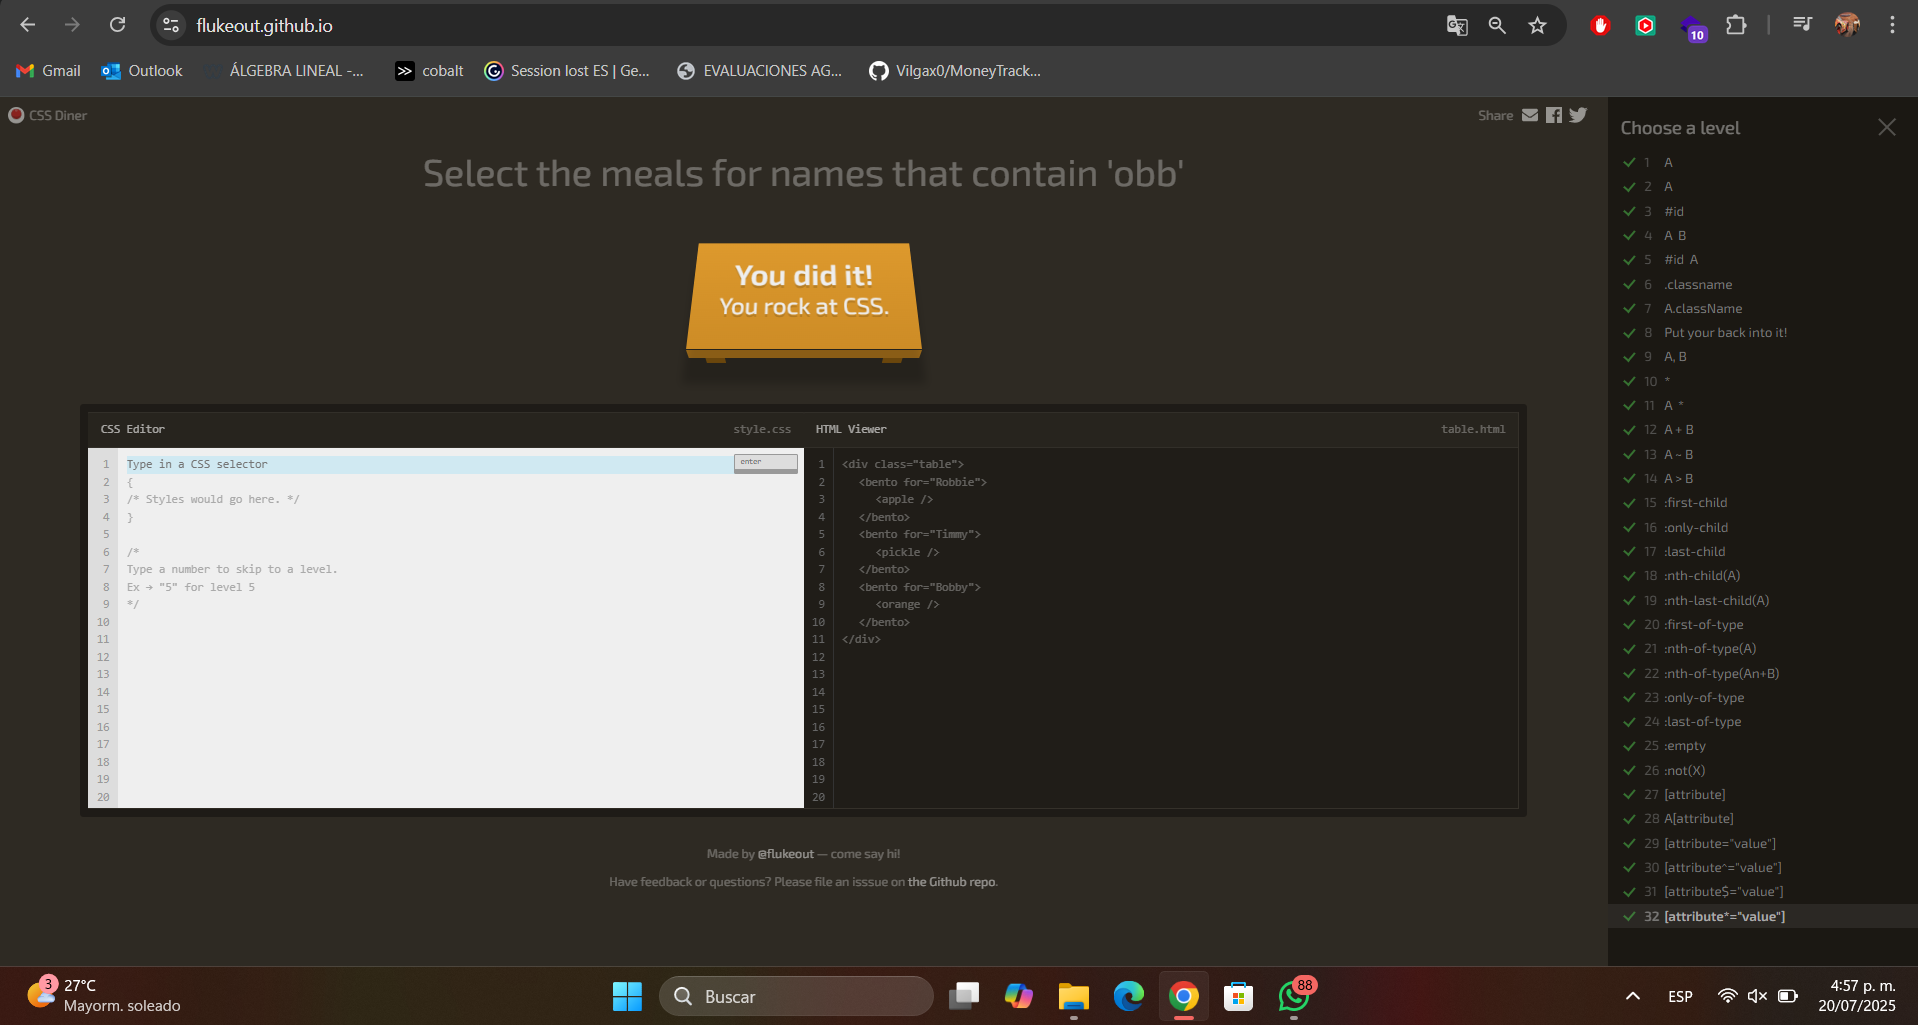 flukeout.github.io
10
Gmail
Outlook
ÁLGEBRA LINEAL -...
cobalt
Session lost ES | Ge...
EVALUACIONES AG...
Vilgax0/MoneyTrack...
CSS Diner
Share
Select the meals for names that contain 'obb'
You did it!
You rock at CSS.
CSS Editor
style.css
1 Type in a CSS selector
enter
2 {
3 /* Styles would go here. */
4 }
5
6 /*
7 Type a number to skip to a level.
8 Ex → "5" for level 5
9 */
10
11
12
13
14
15
16
17
18
19
20
HTML Viewer
table.html
1 <div class="table">
2 <bento for="Robbie">
3 <apple />
4 </bento>
5 <bento for="Timmy">
6 <pickle />
7 </bento>
8 <bento for="Bobby">
9 <orange />
10 </bento>
11 </div>
12
13
14
15
16
17
18
19
20
Made by @flukeout — come say hi!
Have feedback or questions? Please file an isssue on the Github repo.
Choose a level
1 A
2 A
3 #id
4 A B
5 #id A
6 .classname
7 A.className
8 Put your back into it!
9 A, B
10 *
11 A *
12 A + B
13 A ~ B
14 A > B
15 :first-child
16 :only-child
17 :last-child
18 :nth-child(A)
19 :nth-last-child(A)
20 :first-of-type
21 :nth-of-type(A)
22 :nth-of-type(An+B)
23 :only-of-type
24 :last-of-type
25 :empty
26 :not(X)
27 [attribute]
28 A[attribute]
29 [attribute="value"]
30 [attribute^="value"]
31 [attribute$="value"]
32 [attribute*="value"]
3
27°C
Mayorm. soleado
Buscar
88
ESP
4:57 p. m.
20/07/2025